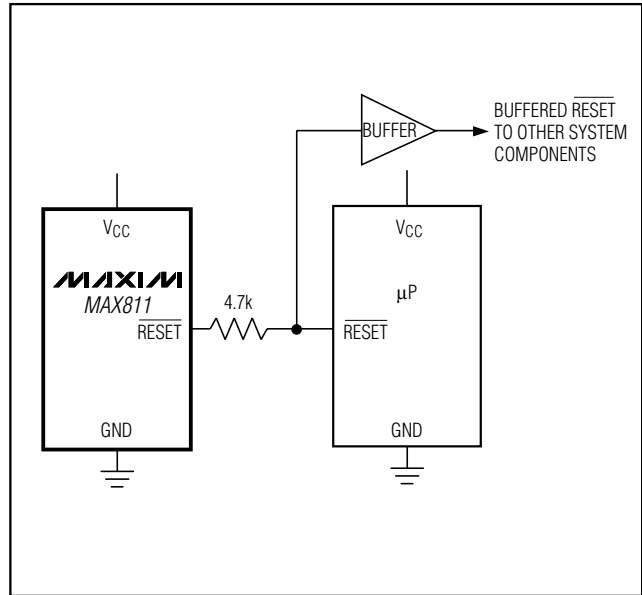 BUFFER
BUFFERED RESET
TO OTHER SYSTEM
COMPONENTS
VCC
MAXIM
MAX811
RESET
GND
4.7k
VCC
µP
RESET
GND